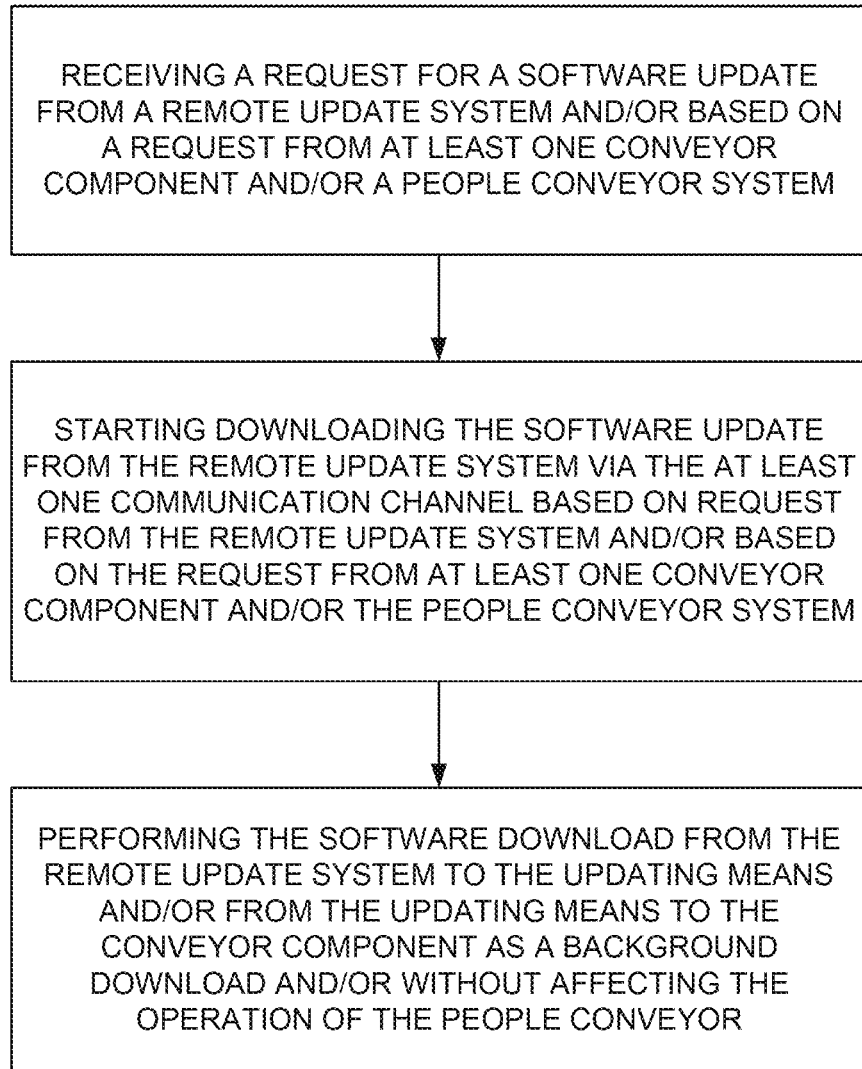 RECEIVING A REQUEST FOR A SOFTWARE UPDATE
FROM A REMOTE UPDATE SYSTEM AND/OR BASED ON
A REQUEST FROM AT LEAST ONE CONVEYOR
COMPONENT AND/OR A PEOPLE CONVEYOR SYSTEM
STARTING DOWNLOADING THE SOFTWARE UPDATE
FROM THE REMOTE UPDATE SYSTEM VIA THE AT LEAST
ONE COMMUNICATION CHANNEL BASED ON REQUEST
FROM THE REMOTE UPDATE SYSTEM AND/OR BASED
ON THE REQUEST FROM AT LEAST ONE CONVEYOR
COMPONENT AND/OR THE PEOPLE CONVEYOR SYSTEM
PERFORMING THE SOFTWARE DOWNLOAD FROM THE
REMOTE UPDATE SYSTEM TO THE UPDATING MEANS
AND/OR FROM THE UPDATING MEANS TO THE
CONVEYOR COMPONENT AS A BACKGROUND
DOWNLOAD AND/OR WITHOUT AFFECTING THE
OPERATION OF THE PEOPLE CONVEYOR